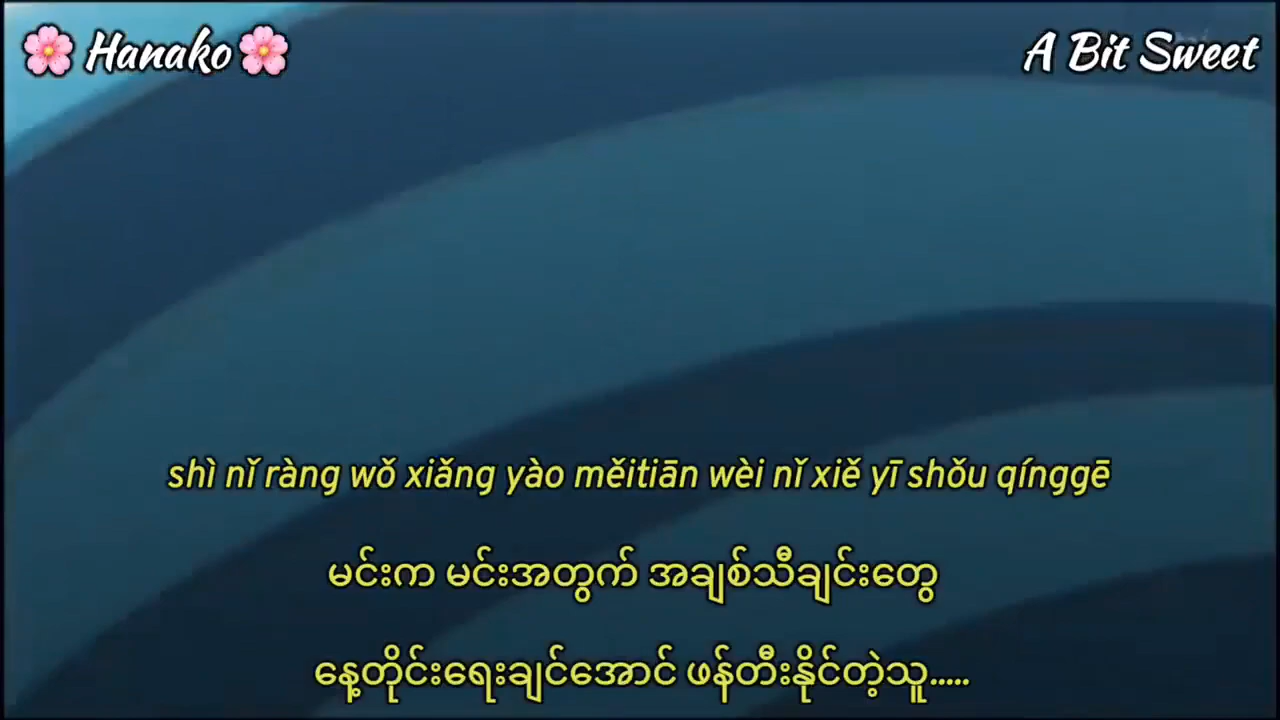 🌸 Hanako 🌸
A Bit Sweet
shì nǐ ràng wǒ xiǎng yào měitiān wèi nǐ xiě yī shǒu qínggē
မင်းက မင်းအတွက် အချစ်သီချင်းတွေ
နေ့တိုင်းရေးချင်အောင် ဖန်တီးနိုင်တဲ့သူ.....